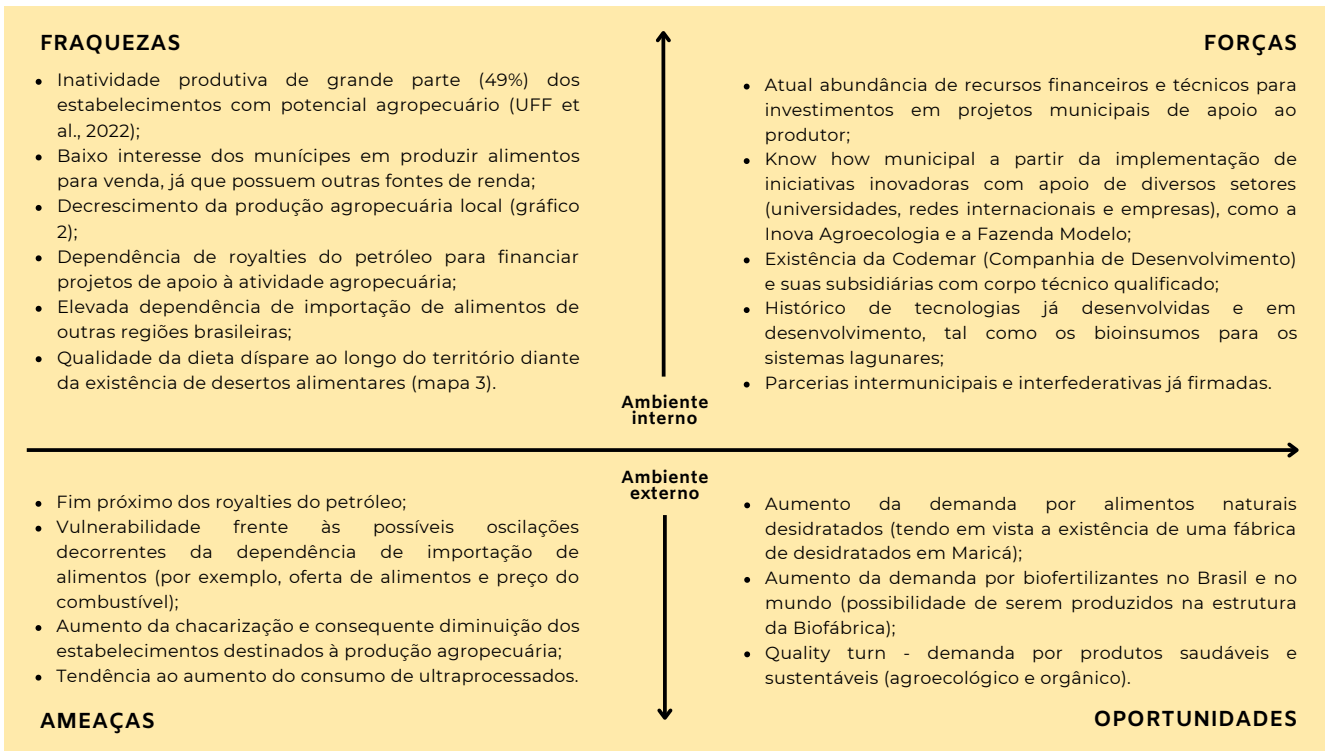 FRAQUEZAS
• Inatividade produtiva de grande parte (49%) dos
estabelecimentos com potencial agropecuário (UFF et
al., 2022);
• Baixo interesse dos munícipes em produzir alimentos
para venda, já que possuem outras fontes de renda;
• Decrescimento da produção agropecuária local (gráfico
2);
• Dependência de royalties do petróleo para financiar
projetos de apoio à atividade agropecuária;
• Elevada dependência de importação de alimentos de
outras regiões brasileiras;
• Qualidade da dieta díspare ao longo do território diante
da existência de desertos alimentares (mapa 3).
FORÇAS
• Atual abundância de recursos financeiros e técnicos para
investimentos em projetos municipais de apoio ao
produtor;
• Know how municipal a partir da implementação de
iniciativas inovadoras com apoio de diversos setores
(universidades, redes internacionais e empresas), como a
Inova Agroecologia e a Fazenda Modelo;
• Existência da Codemar (Companhia de Desenvolvimento)
e suas subsidiárias com corpo técnico qualificado;
• Histórico de tecnologias já desenvolvidas e em
desenvolvimento, tal como os bioinsumos para os
sistemas lagunares;
• Parcerias intermunicipais e interfederativas já firmadas.
Ambiente
interno
Ambiente
externo
• Fim próximo dos royalties do petróleo;
• Vulnerabilidade frente às possíveis oscilações
decorrentes da dependência de importação de
alimentos (por exemplo, oferta de alimentos e preço do
combustível);
• Aumento da chacarização e consequente diminuição dos
estabelecimentos destinados à produção agropecuária;
• Tendência ao aumento do consumo de ultraprocessados.
AMEAÇAS
• Aumento da demanda por alimentos naturais
desidratados (tendo em vista a existência de uma fábrica
de desidratados em Maricá);
• Aumento da demanda por biofertilizantes no Brasil e no
mundo (possibilidade de serem produzidos na estrutura
da Biofábrica);
• Quality turn - demanda por produtos saudáveis e
sustentáveis (agroecológico e orgânico).
OPORTUNIDADES